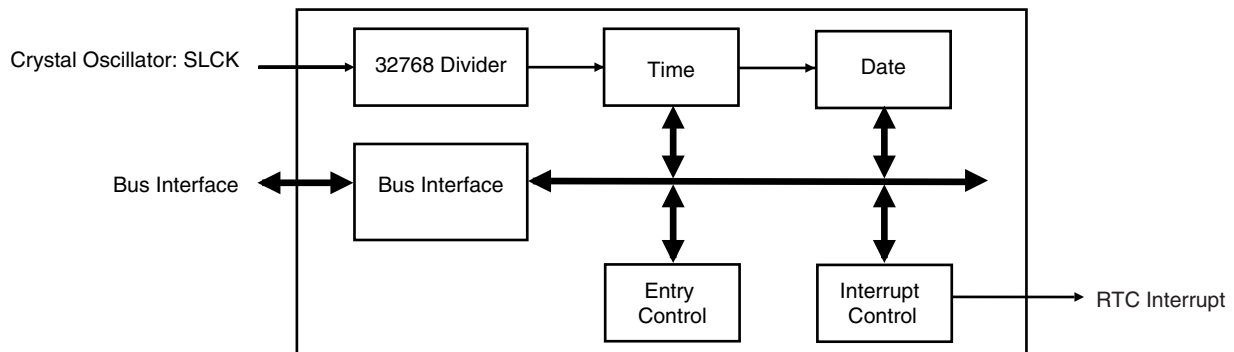 Crystal Oscillator: SLCK
32768 Divider
Time
Date
Bus Interface
Bus Interface
Entry
Control
Interrupt
Control
RTC Interrupt